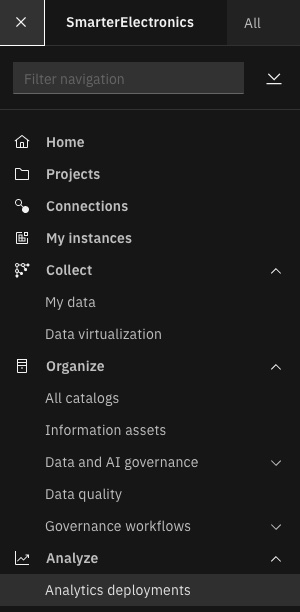 SmarterElectronics
All
Filter navigation
Home
Projects
Connections
My instances
Collect
My data
Data virtualization
Organize
All catalogs
Information assets
Data and AI governance
Data quality
Governance workflows
Analyze
Analytics deployments